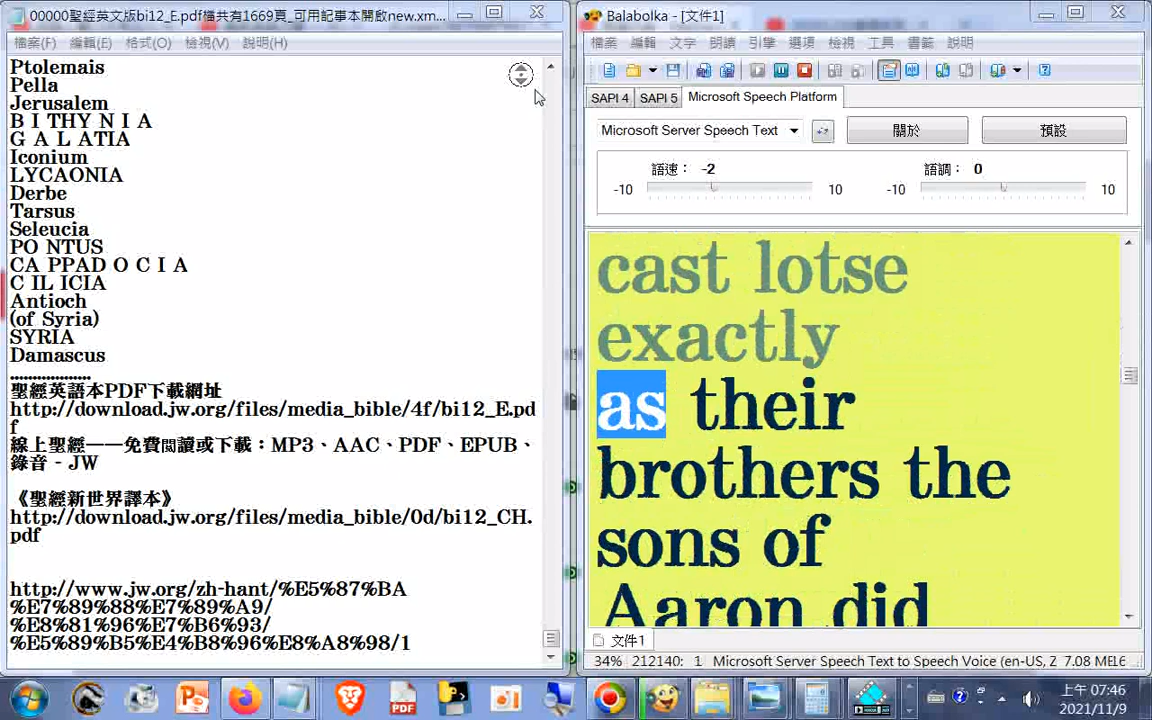 00000聖經英文版bi12_E.pdf檔共有1669頁_可用記事本開啟new.xm...
檔案(F) 編輯(E) 格式(O) 檢視(V) 說明(H)
Ptolemais
Pella
Jerusalem
B I THY N I A
G A L ATIA
Iconium
LYCAONIA
Derbe
Tarsus
Seleucia
PO NTUS
CA PPAD O C I A
C IL ICIA
Antioch
(of Syria)
SYRIA
Damascus
..................
聖經英語本PDF下載網址
http://download.jw.org/files/media_bible/4f/bi12_E.pd
f
線上聖經——免費閱讀或下載：MP3、AAC、PDF、EPUB、
錄音 - JW
《聖經新世界譯本》
http://download.jw.org/files/media_bible/0d/bi12_CH.
pdf
http://www.jw.org/zh-hant/%E5%87%BA
%E7%89%88%E7%89%A9/
%E8%81%96%E7%B6%93/
%E5%89%B5%E4%B8%96%E8%A8%98/1
Balabolka - [文件1]
檔案 編輯 文字 朗讀 引擎 選項 檢視 工具 書籤 說明
SAPI 4 SAPI 5 Microsoft Speech Platform
Microsoft Server Speech Text 關於 預設
語速： -2 語調： 0
-10 10 -10 10
cast lotse
exactly
as their
brothers the
sons of
Aaron did
文件1
34% 212140: 1 Microsoft Server Speech Text to Speech Voice (en-US, Z 7.08 МБ16
PDF
上午 07:46
2021/11/9